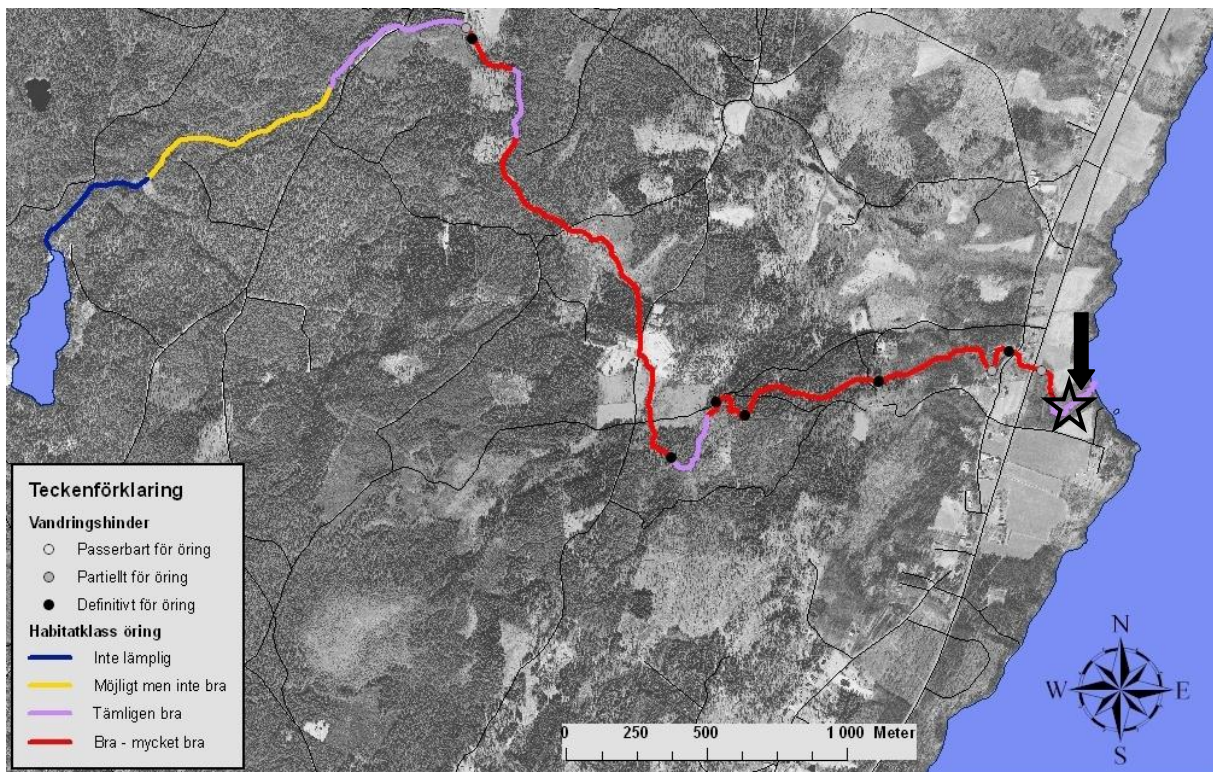 Teckenförklaring
Vandringshinder
Passerbart för öring
Partiellt för öring
Definitivt för öring
Habitatklass öring
Inte lämplig
Möjligt men inte bra
Tämligen bra
Bra - mycket bra
0 250 500 1 000 Meter
N
W E
S